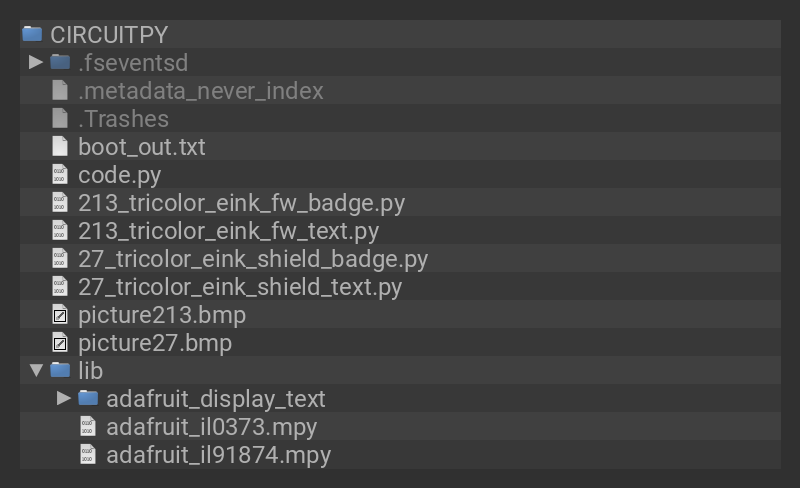 CIRCUITPY
.fseventsd
.metadata_never_index
.Trashes
boot_out.txt
code.py
213_tricolor_eink_fw_badge.py
213_tricolor_eink_fw_text.py
27_tricolor_eink_shield_badge.py
27_tricolor_eink_shield_text.py
picture213.bmp
picture27.bmp
lib
adafruit_display_text
adafruit_il0373.mpy
adafruit_il91874.mpy